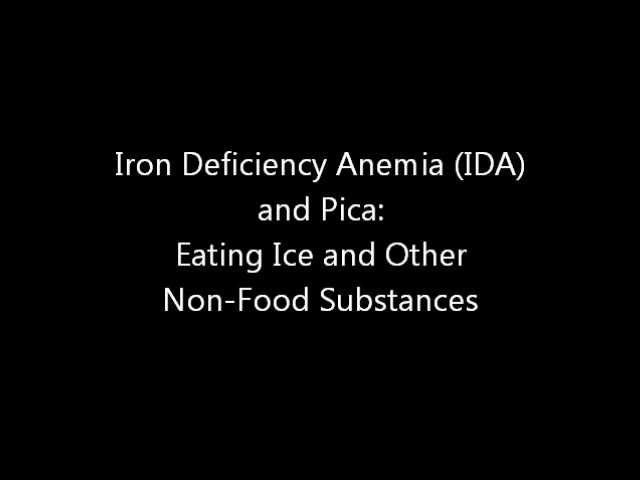 Iron Deficiency Anemia (IDA)
and Pica:
Eating Ice and Other
Non-Food Substances